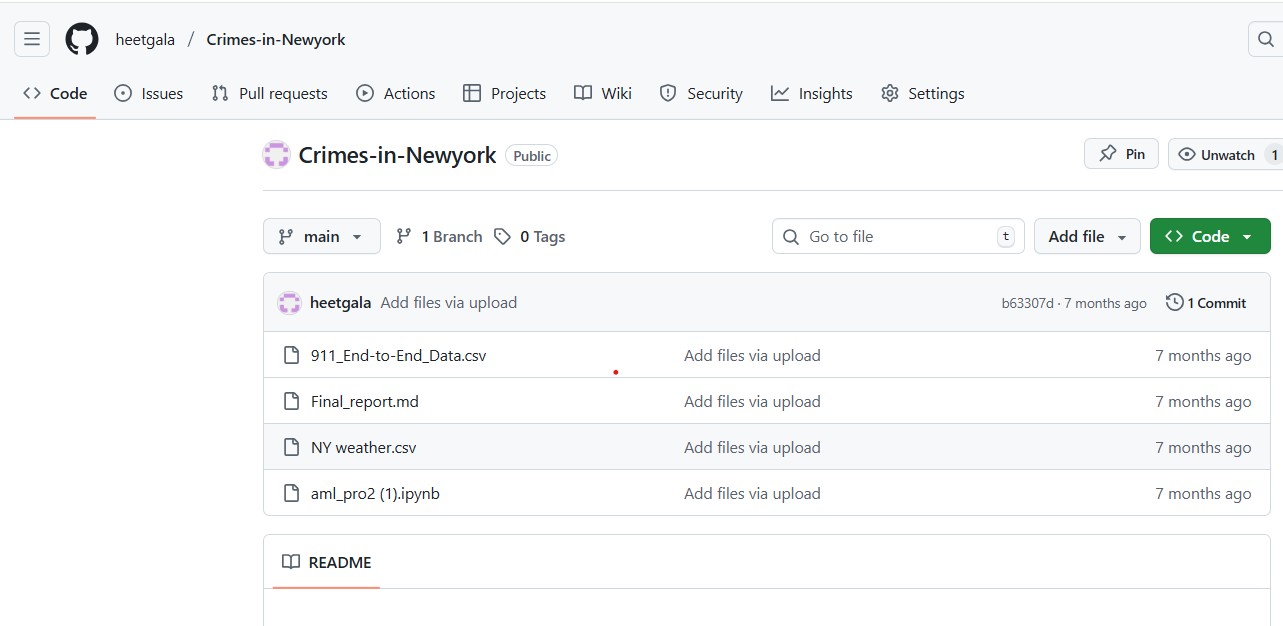 heetgala / Crimes-in-Newyork
Code Issues Pull requests Actions Projects Wiki Security Insights Settings
Crimes-in-Newyork Public Pin Unwatch 1
main 1 Branch 0 Tags Go to file t Add file Code
heetgala Add files via upload b63307d · 7 months ago 1 Commit
911_End-to-End_Data.csv Add files via upload 7 months ago
Final_report.md Add files via upload 7 months ago
NY weather.csv Add files via upload 7 months ago
aml_pro2 (1).ipynb Add files via upload 7 months ago
README